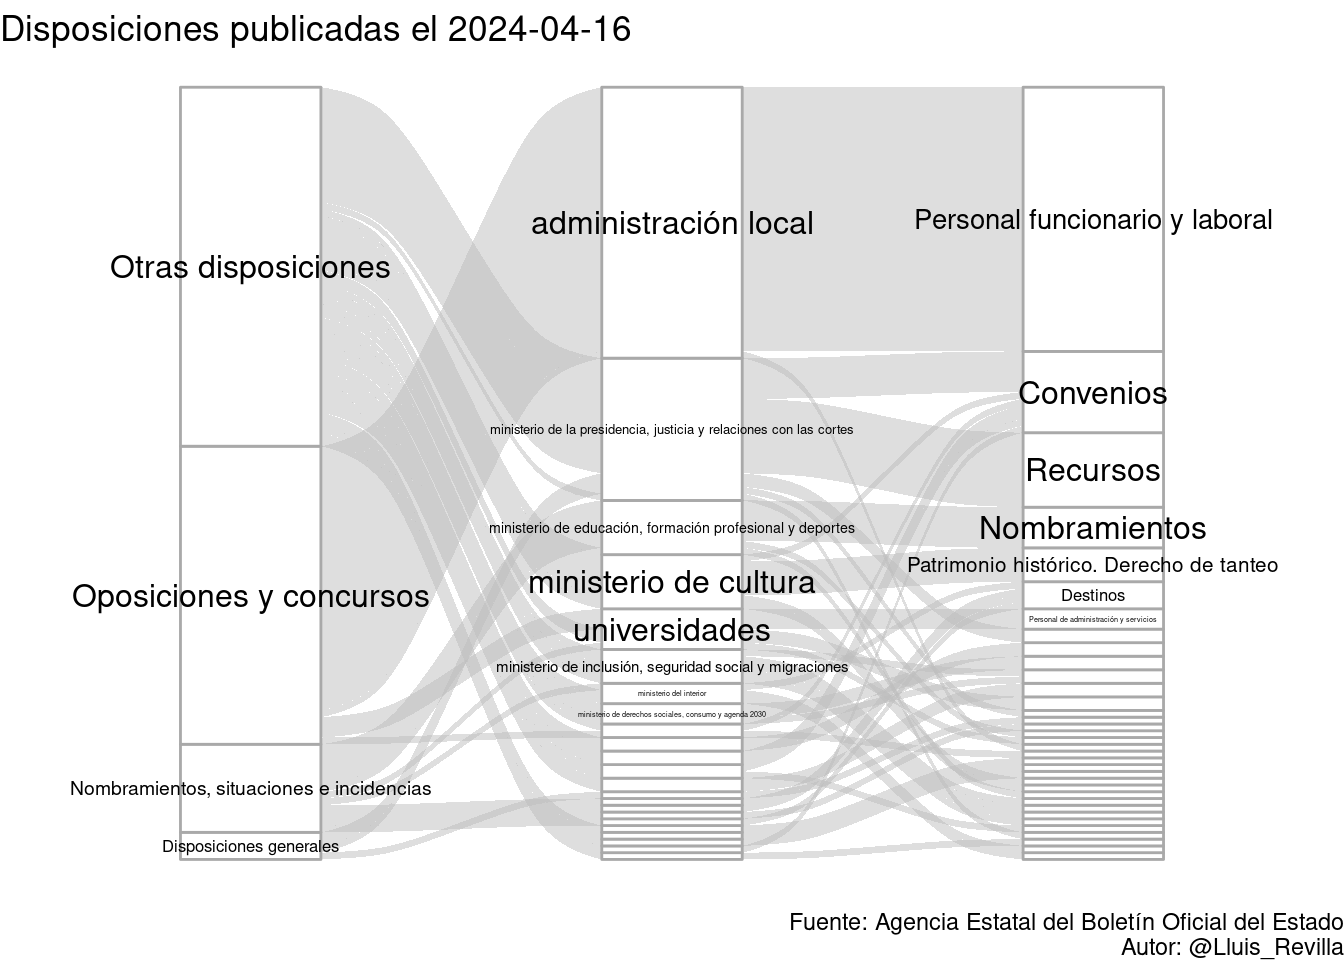 Disposiciones publicadas el 2024-04-16
Otras disposiciones
Oposiciones y concursos
Nombramientos, situaciones e incidencias
Disposiciones generales
administración local
ministerio de la presidencia, justicia y relaciones con las cortes
ministerio de educación, formación profesional y deportes
ministerio de cultura
universidades
ministerio de inclusión, seguridad social y migraciones
ministerio del interior
ministerio de derechos sociales, consumo y agenda 2030
Personal funcionario y laboral
Convenios
Recursos
Nombramientos
Patrimonio histórico. Derecho de tanteo
Destinos
Personal de administración y servicios
Fuente: Agencia Estatal del Boletín Oficial del Estado
Autor: @Lluis_Revilla